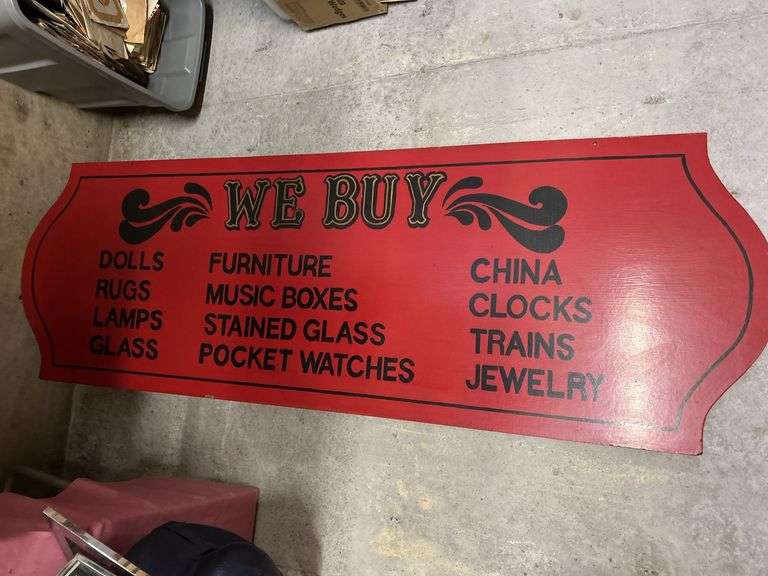 WE BUY
DOLLS
RUGS
LAMPS
GLASS
FURNITURE
MUSIC BOXES
STAINED GLASS
POCKET WATCHES
CHINA
CLOCKS
TRAINS
JEWELRY